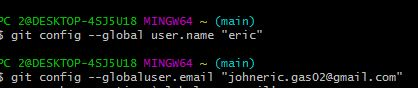 PC 2@DESKTOP-4SJ5U18 MINGW64 ~ (main)
$ git config --global user.name "eric"
PC 2@DESKTOP-4SJ5U18 MINGW64 ~ (main)
$ git config --globaluser.email "johneric.gas02@gmail.com"